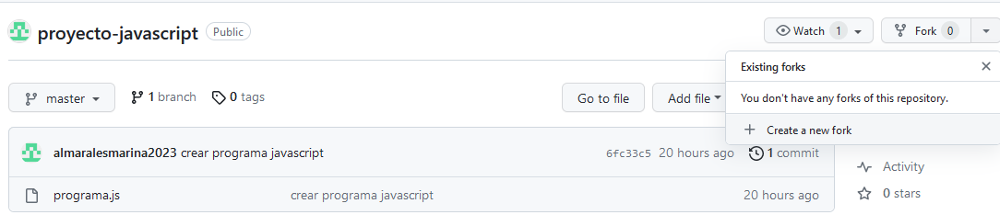 proyecto-javascript Public Watch 1 Fork 0
Existing forks
You don't have any forks of this repository.
Create a new fork
master 1 branch 0 tags Go to file Add file
almaralesmarina2023 crear programa javascript 6fc33c5 20 hours ago 1 commit
programa.js crear programa javascript 20 hours ago
Activity
0 stars